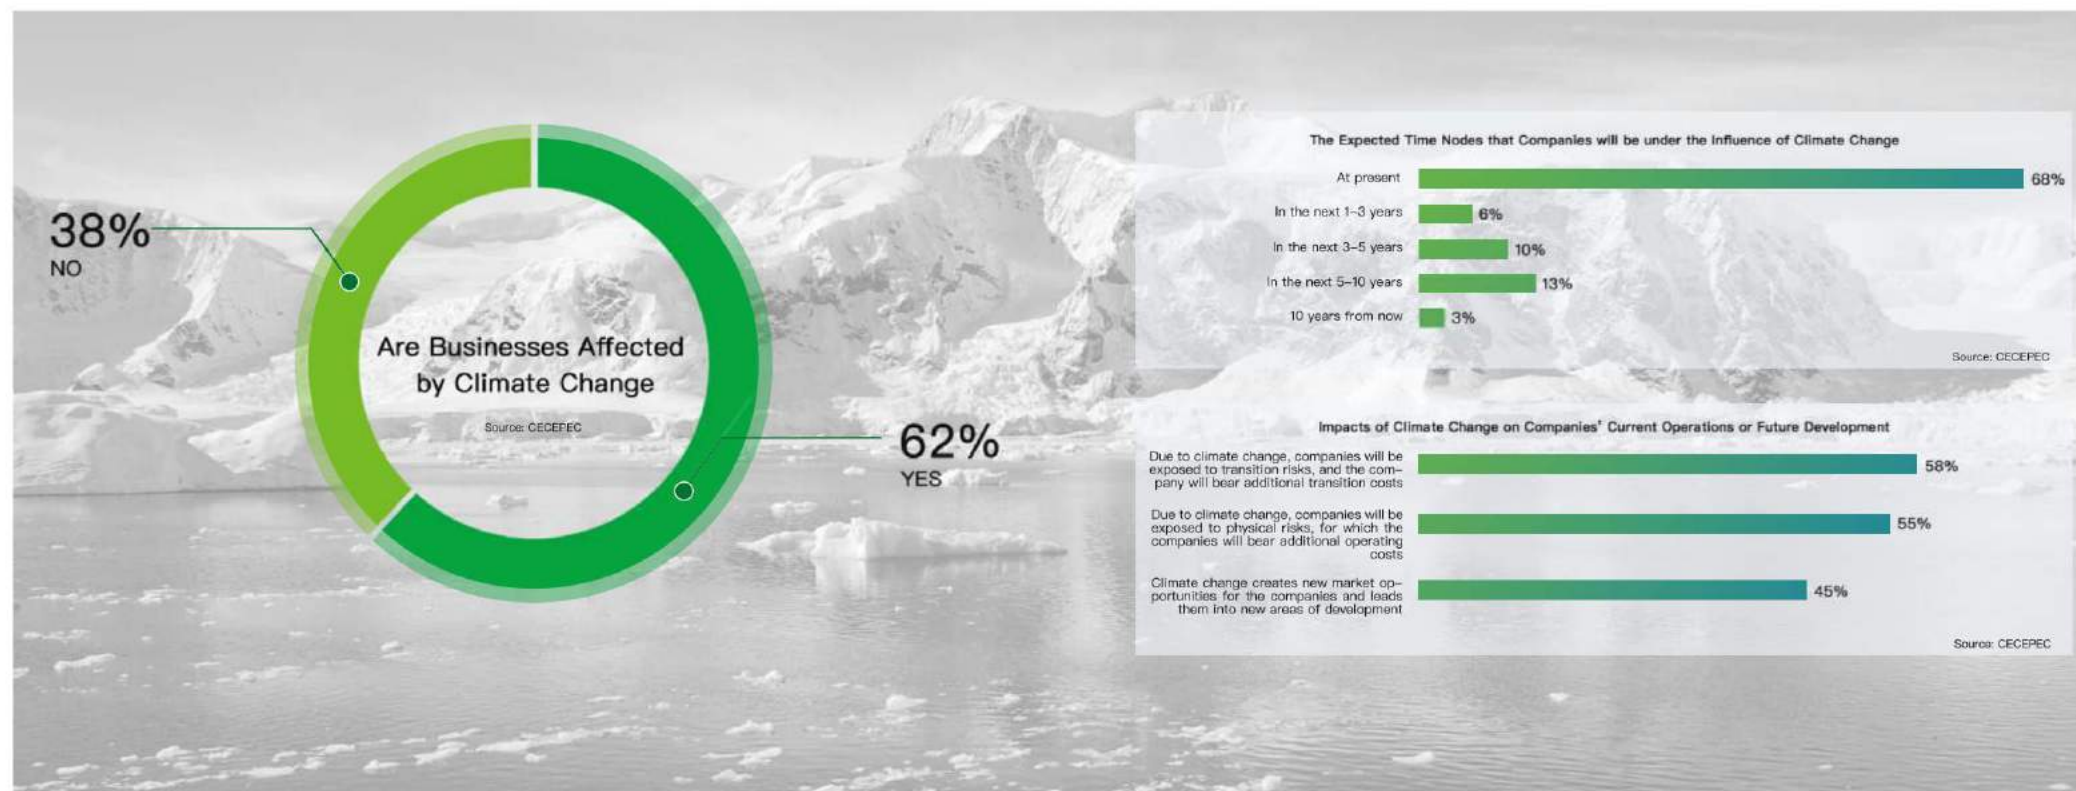 38%
NO
Are Businesses Affected
by Climate Change
Source: CECEPEC
62%
YES
The Expected Time Nodes that Companies will be under the Influence of Climate Change
At present
68%
In the next 1–3 years
6%
In the next 3–5 years
10%
In the next 5–10 years
13%
10 years from now
3%
Source: CECEPEC
Impacts of Climate Change on Companies' Current Operations or Future Development
Due to climate change, companies will be
exposed to transition risks, and the com–
pany will bear additional transition costs
58%
Due to climate change, companies will be
exposed to physical risks, for which the
companies will bear additional operating
costs
55%
Climate change creates new market op–
portunities for the companies and leads
them into new areas of development
45%
Source: CECEPEC